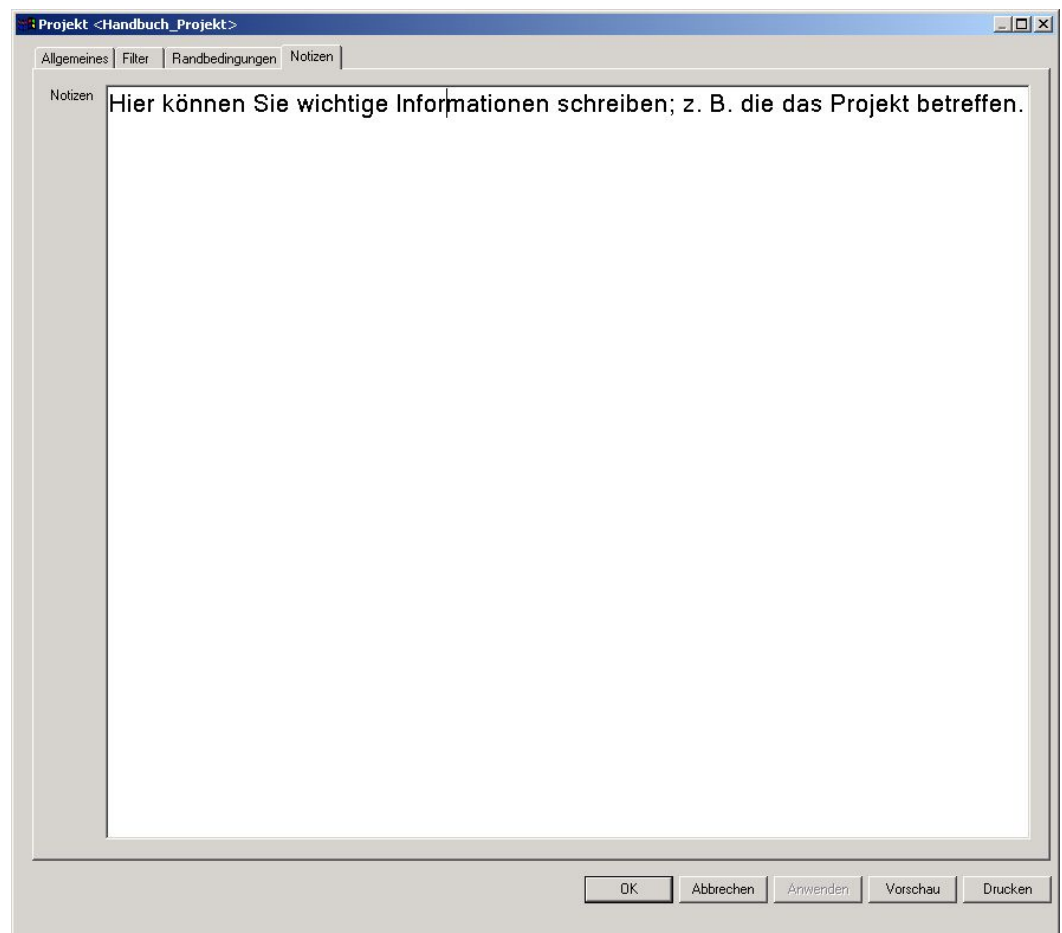 Projekt <Handbuch_Projekt>
Allgemeines Filter Randbedingungen Notizen
Notizen
Hier können Sie wichtige Informationen schreiben; z. B. die das Projekt betreffen.
OK Abbrechen Anwenden Vorschau Drucken